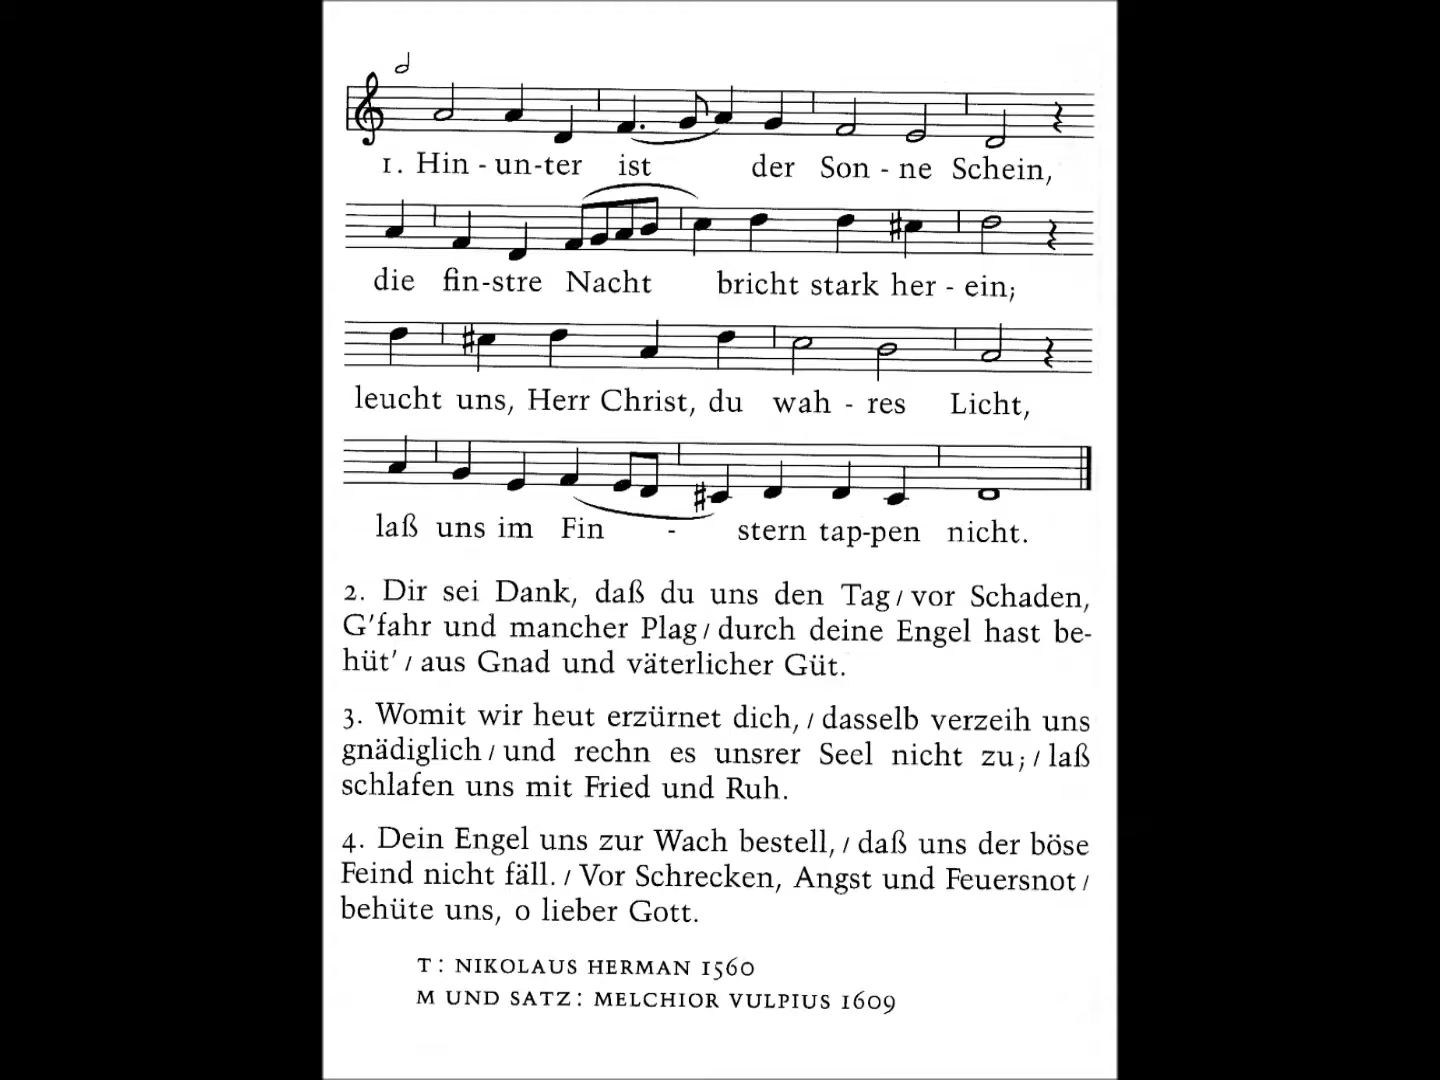 1. Hin - un-ter ist der Son - ne Schein,
die fin-stre Nacht bricht stark her - ein;
leucht uns, Herr Christ, du wah - res Licht,
laß uns im Fin - stern tap-pen nicht.
2. Dir sei Dank, daß du uns den Tag / vor Schaden,
G’fahr und mancher Plag / durch deine Engel hast be-
hüt’ / aus Gnad und väterlicher Güt.
3. Womit wir heut erzürnet dich, / dasselb verzeih uns
gnädiglich / und rechn es unsrer Seel nicht zu; / laß
schlafen uns mit Fried und Ruh.
4. Dein Engel uns zur Wach bestell, / daß uns der böse
Feind nicht fäll. / Vor Schrecken, Angst und Feuersnot /
behüte uns, o lieber Gott.
T: NIKOLAUS HERMAN 1560
M UND SATZ: MELCHIOR VULPIUS 1609